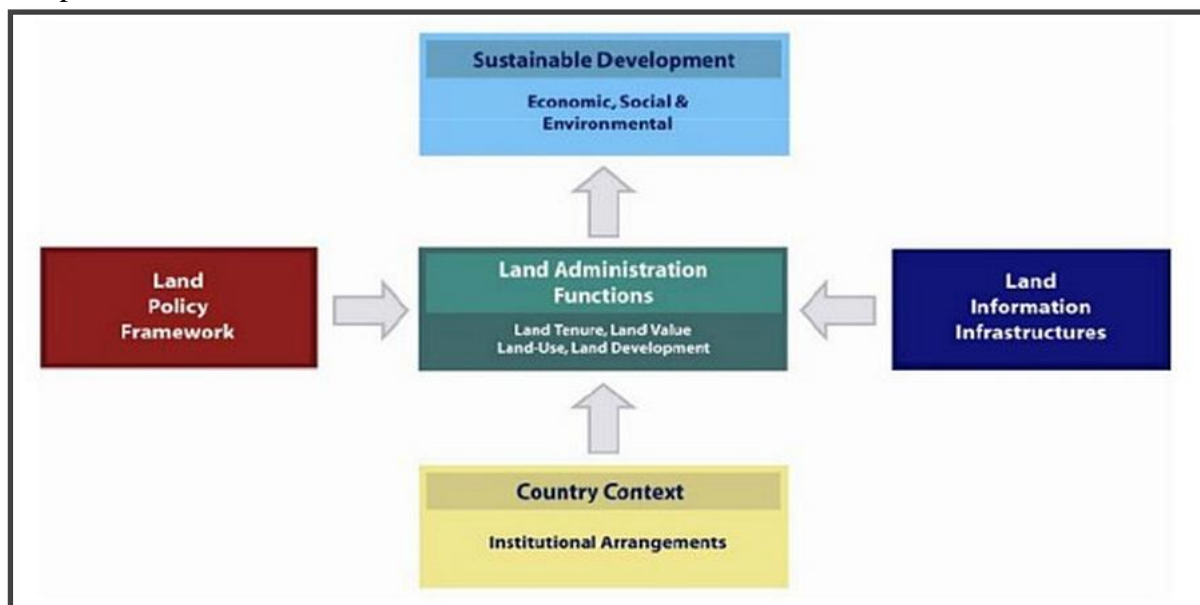 Sustainable Development
Economic, Social &
Environmental
Land
Policy
Framework
Land Administration
Functions
Land Tenure, Land Value
Land-Use, Land Development
Land
Information
Infrastructures
Country Context
Institutional Arrangements